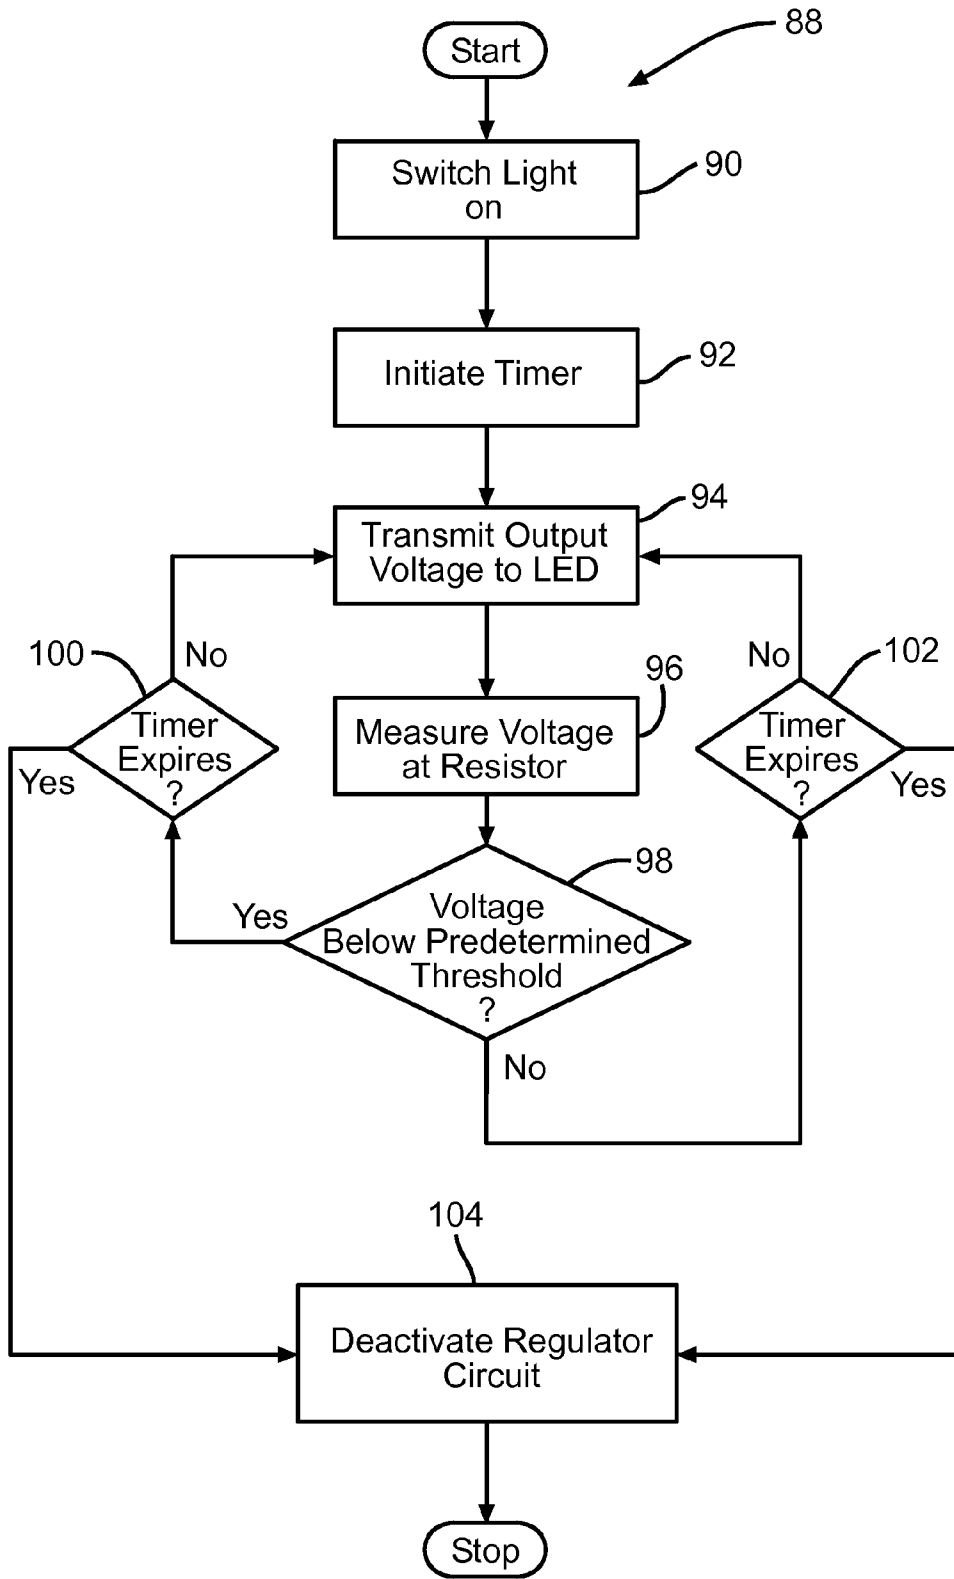 88
Start
90
Switch Light
on
92
Initiate Timer
94
Transmit Output
Voltage to LED
100
No
96
No
102
Timer
Expires
?
Yes
Measure Voltage
at Resistor
Timer
Expires
?
Yes
98
Yes
Voltage
Below Predetermined
Threshold
?
No
104
Deactivate Regulator
Circuit
Stop